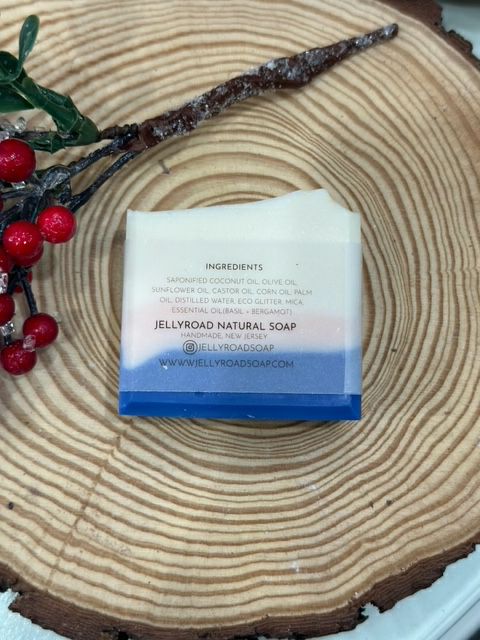 INGREDIENTS
SAPONIFIED COCONUT OIL, OLIVE OIL,
SUNFLOWER OIL, CASTOR OIL, CORN OIL, PALM
OIL, DISTILLED WATER, ECO GLITTER, MICA,
ESSENTIAL OIL(BASIL + BERGAMOT)
JELLYROAD NATURAL SOAP
HANDMADE, NEW JERSEY
JELLYROADSOAP
WWW.JELLYROADSOAP.COM